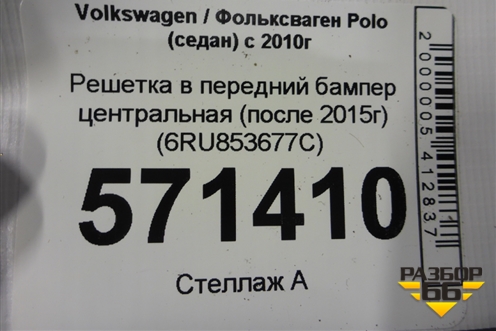 Volkswagen / Фольксваген Polo
(седан) с 2010г
Решетка в передний бампер
центральная (после 2015г)
(6RU853677C)
571410
Стеллаж А
2000005412837
РАЗБОР
66